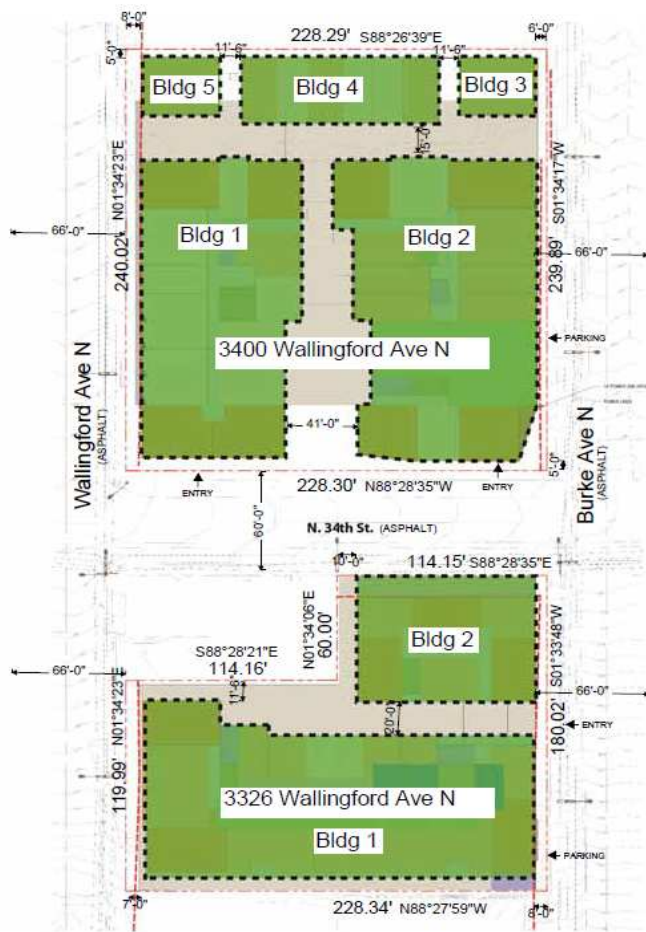 8'-0"
228.29' S88°26'39"E
6'-0"
5'-0"
11'-6"
11'-6"
Bldg 5
Bldg 4
Bldg 3
15'-0"
N01°34'23"E
S01°34'17"W
66'-0"
240.02'
Bldg 1
Bldg 2
239.89'
66'-0"
3400 Wallingford Ave N
PARKING
Wallingford Ave N
(ASPHALT)
41'-0"
Burke Ave N
(ASPHALT)
5'-0"
ENTRY
228.30' N88°28'35"W
ENTRY
60'-0"
N. 34th St. (ASPHALT)
10'-0"
114.15' S88°28'35"E
N01°34'06"E
60.00'
S88°28'21"E
114.16'
Bldg 2
S01°33'48"W
66'-0"
N01°34'23"E
11'-6"
66'-0"
20'-0"
180.02'
ENTRY
119.99'
3326 Wallingford Ave N
Bldg 1
PARKING
7'-0"
228.34' N88°27'59"W
8'-0"